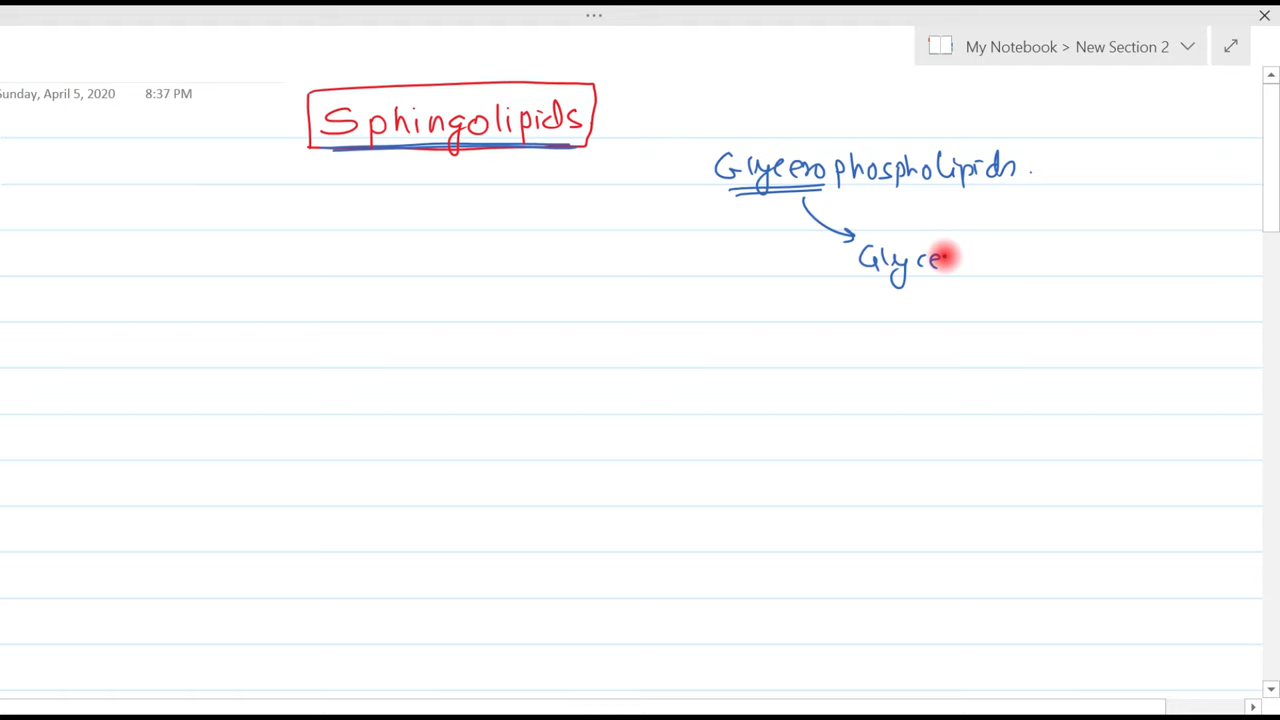 ...
My Notebook > New Section 2
Sunday, April 5, 2020 8:37 PM
Sphingolipids
Glycerophospholipids.
Glyce